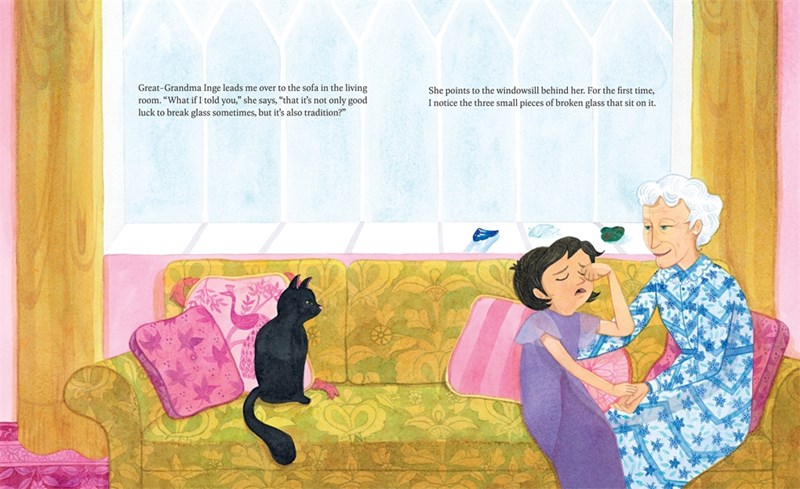 Great-Grandma Inge leads me over to the sofa in the living
room. “What if I told you,” she says, “that it’s not only good
luck to break glass sometimes, but it’s also tradition?”
She points to the windowsill behind her. For the first time,
I notice the three small pieces of broken glass that sit on it.